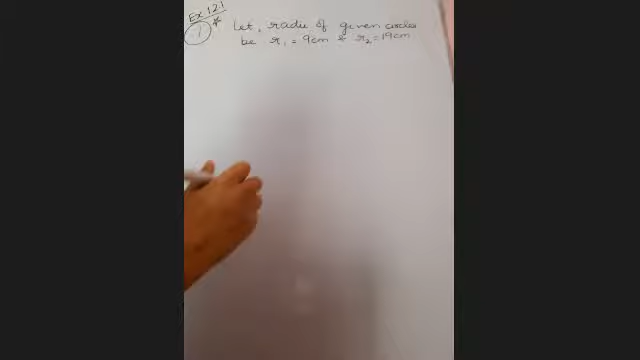 Ex 12.1
1 * Let, radii of given circles
be r₁ = 9cm & r₂ = 19cm